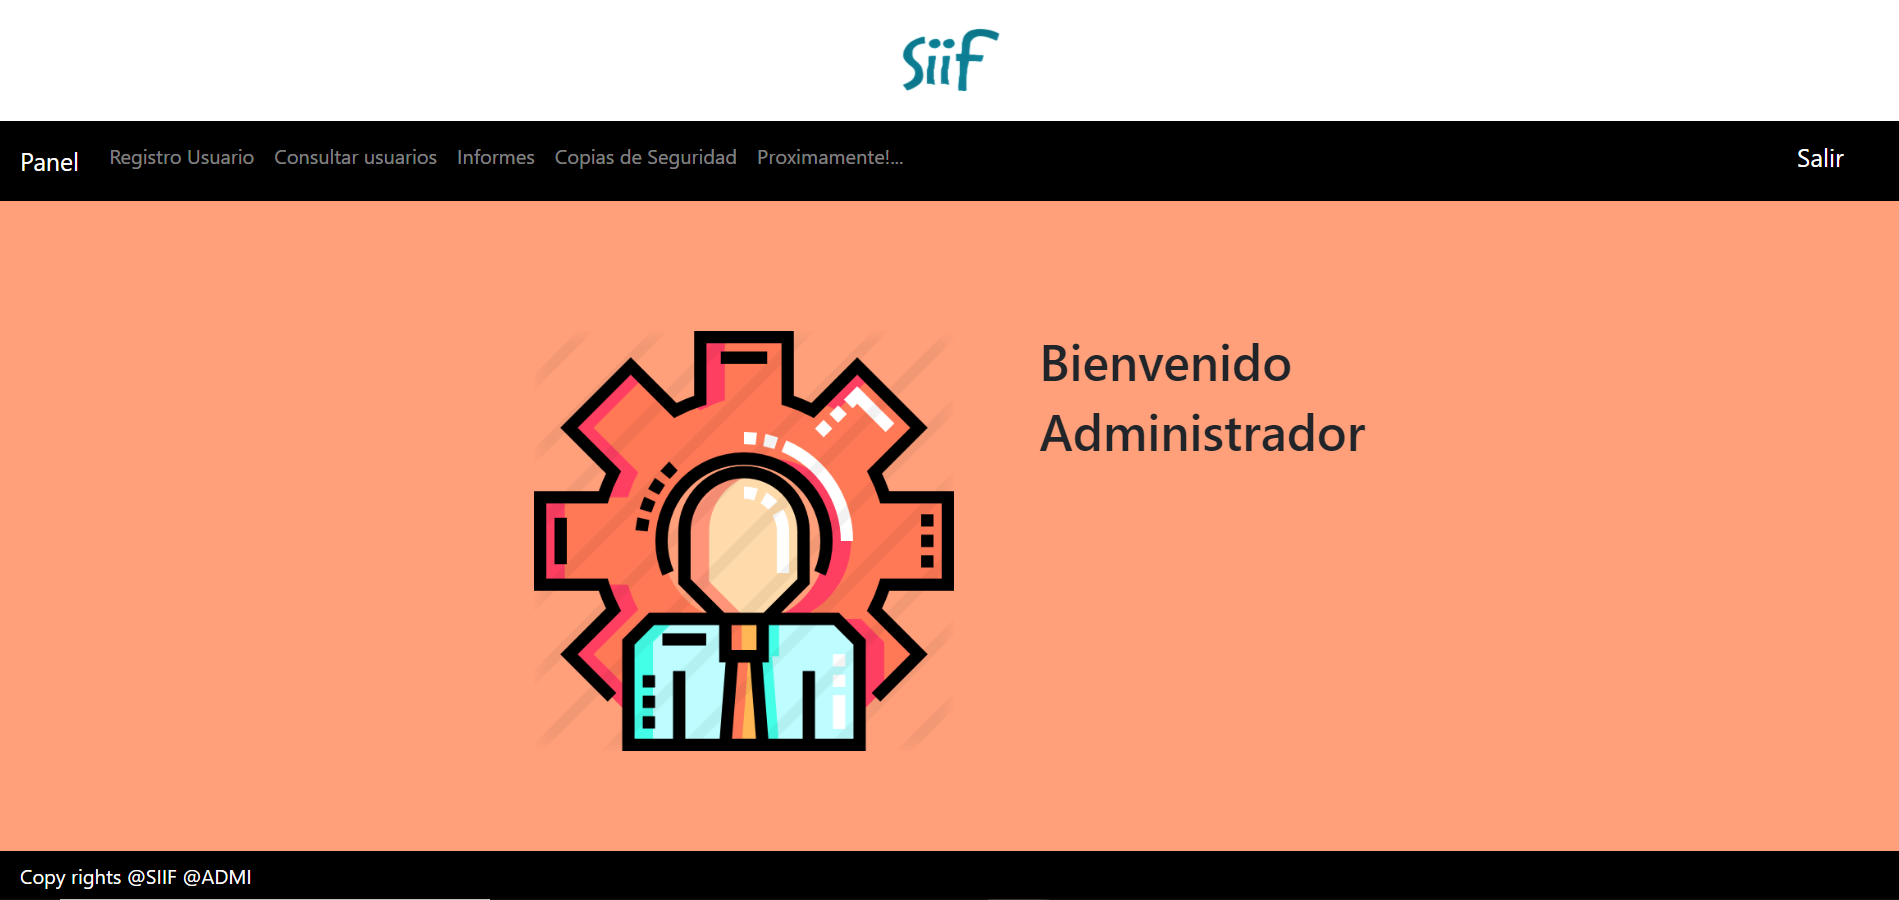 Siif
Panel Registro Usuario Consultar usuarios Informes Copias de Seguridad Proximamente!... Salir
Bienvenido
Administrador
Copy rights @SIIF @ADMI